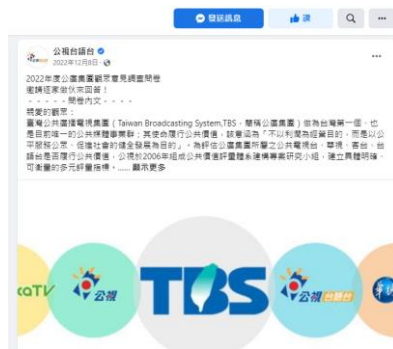 發送訊息
讚
公視台語台
2022年12月8日
2022年度公廣集團觀眾意見調查問卷
邀請逐家做伙來回答！
- - - - - 問卷內文 - - - -
親愛的觀眾：
臺灣公共廣播電視集團（Taiwan Broadcasting System,TBS，簡稱公廣集團）做為台灣第一個、也
是目前唯一的公共媒體事業群；其使命履行公共價值，該意涵為「不以利潤為經營目的，而是以公
平服務公眾、促進社會的健全發展為目的」。為評估公廣集團所屬之公共電視台、華視、客台、台
語台是否履行公共價值，公視於2006年組成公共價值評量體系建構專案研究小組，建立具體明確、
可衡量的多元評量指標。...... 顯示更多
kaTV
公視
TBS
公視 台語台
華